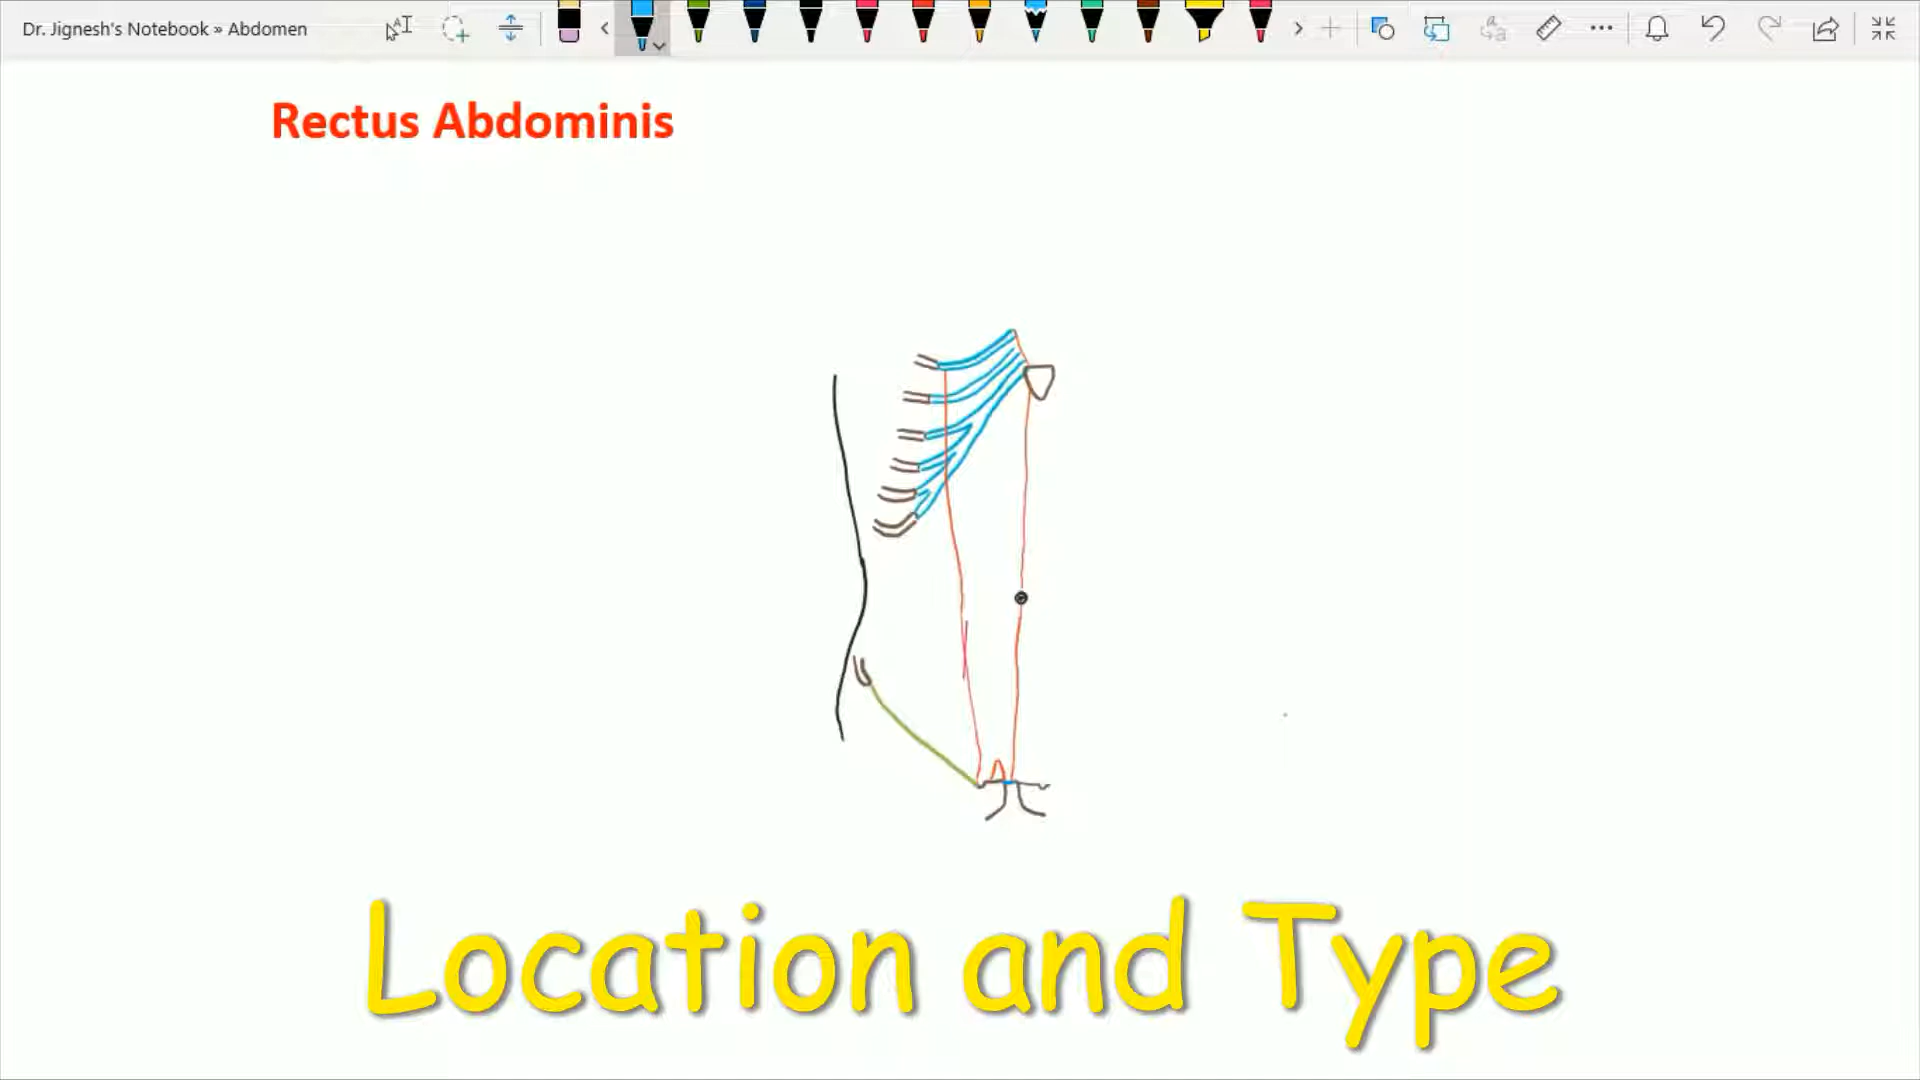 Dr. Jignesh's Notebook » Abdomen
Rectus Abdominis
Location and Type